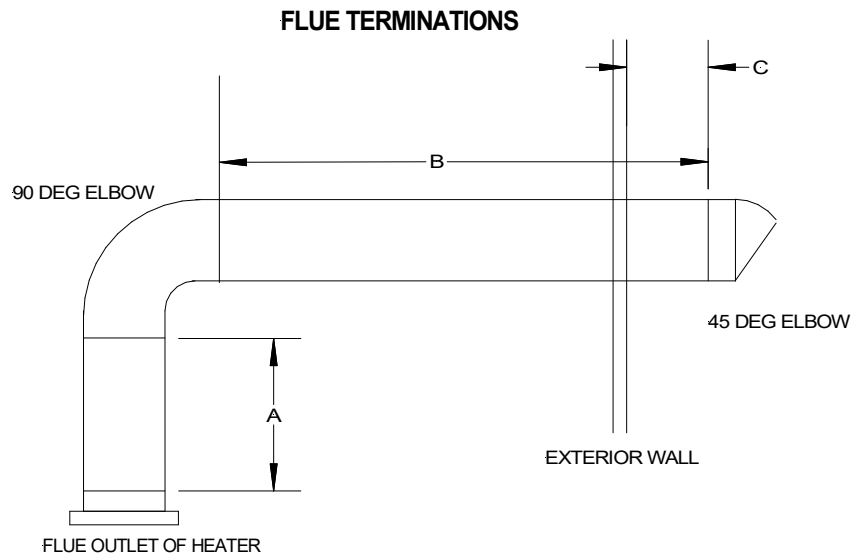 FLUE TERMINATIONS
C
B
90 DEG ELBOW
45 DEG ELBOW
A
EXTERIOR WALL
FLUE OUTLET OF HEATER